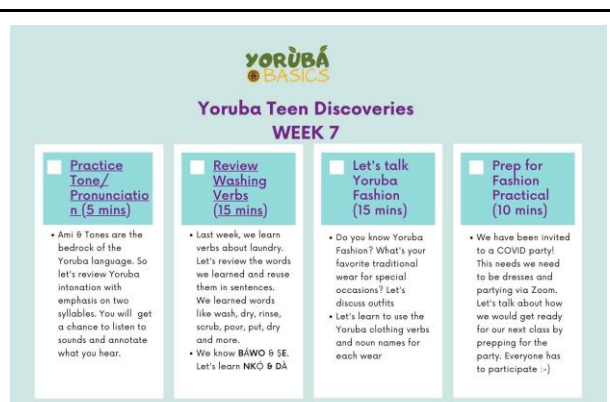 YORÙBÁ
BASICS
Yoruba Teen Discoveries
WEEK 7
Practice
Tone/
Pronunciatio
n (5 mins)
• Ami & Tones are the
bedrock of the
Yoruba language. So
let's review Yoruba
intonation with
emphasis on two
syllables. You will get
a chance to listen to
sounds and annotate
what you hear.
Review
Washing
Verbs
(15 mins)
• Last week, we learn
verbs about laundry.
Let's review the words
we learned and reuse
them in sentences.
We learned words
like wash, dry, rinse,
scrub, pour, put, dry
and more.
• We know BÁWO & ṢE.
Let's learn NKỌ́ & DÀ
Let's talk
Yoruba
Fashion
(15 mins)
• Do you know Yoruba
Fashion? What's your
favorite traditional
wear for special
occasions? Let's
discuss outfits
• Let's learn to use the
Yoruba clothing verbs
and noun names for
each wear
Prep for
Fashion
Practical
(10 mins)
• We have been invited
to a COVID party!
This needs we need
to be dresses and
partying via Zoom.
Let's talk about how
we would get ready
for our next class by
prepping for the
party. Everyone has
to participate :-)